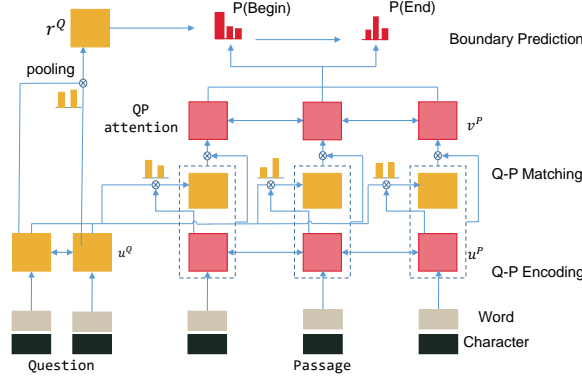 P(Begin)
P(End)
r^Q
Boundary Prediction
pooling
QP
attention
v^P
Q-P Matching
u^Q
u^P
Q-P Encoding
Word
Character
Question
Passage